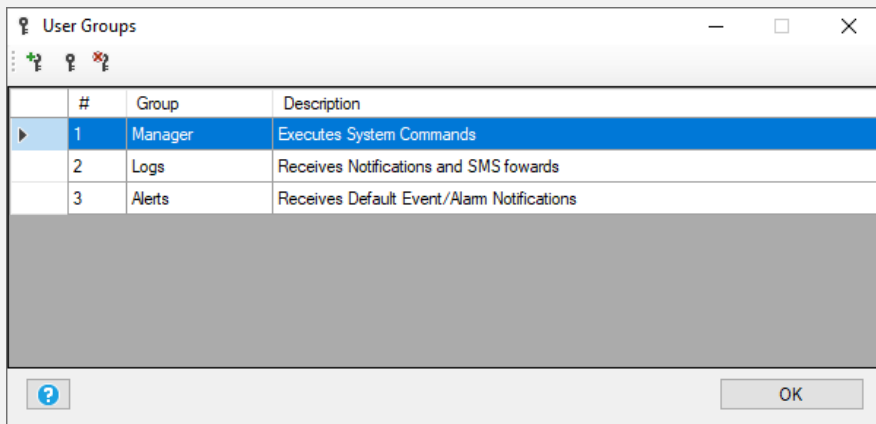 User Groups
# Group Description
1 Manager Executes System Commands
2 Logs Receives Notifications and SMS fowards
3 Alerts Receives Default Event/Alarm Notifications
? OK